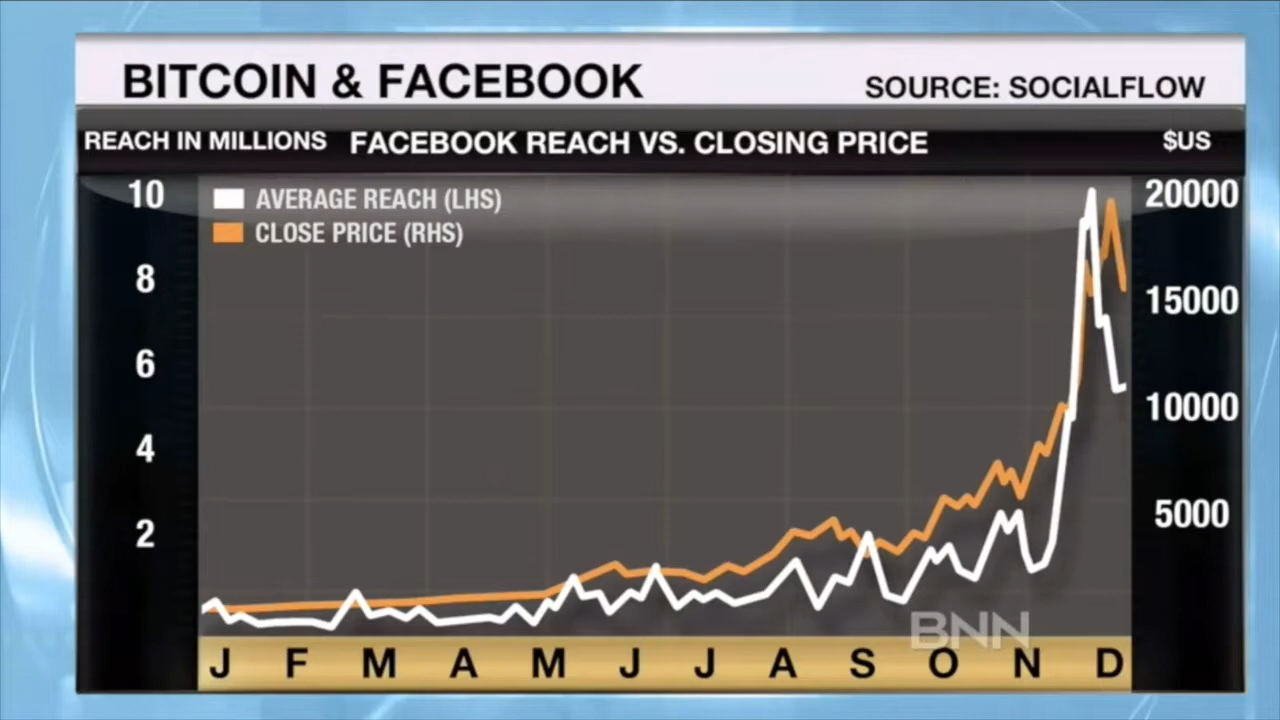 BITCOIN & FACEBOOK
SOURCE: SOCIALFLOW
REACH IN MILLIONS
FACEBOOK REACH VS. CLOSING PRICE
$US
AVERAGE REACH (LHS)
CLOSE PRICE (RHS)
10
8
6
4
2
20000
15000
10000
5000
BNN
J F M A M J J A S O N D